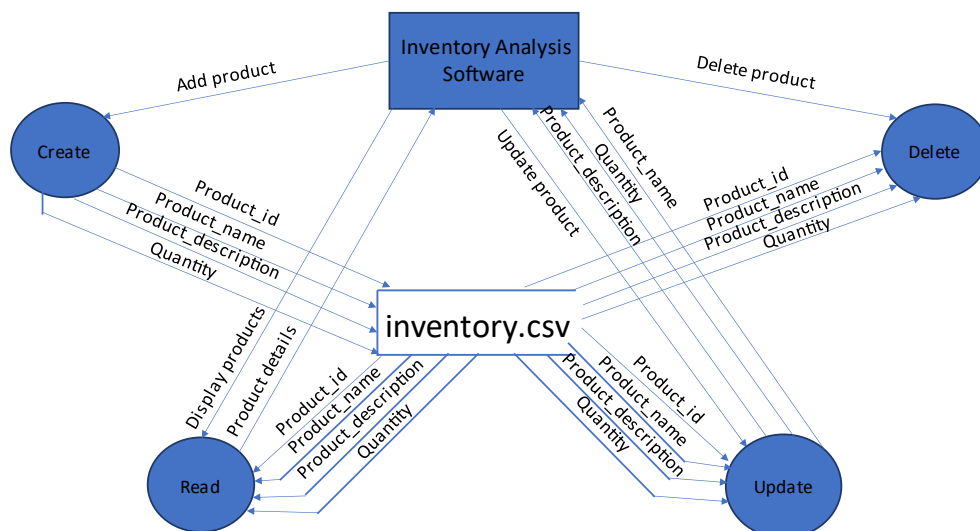 Inventory Analysis
Software
Add product
Delete product
Create
Delete
Product_id
Product_name
Product_description
Quantity
Update product
Product_description
Quantity
Product_name
Product_id
Product_name
Product_description
Quantity
inventory.csv
Display products
Product details
Product_id
Product_name
Product_description
Quantity
Product_id
Product_name
Product_description
Quantity
Read
Update